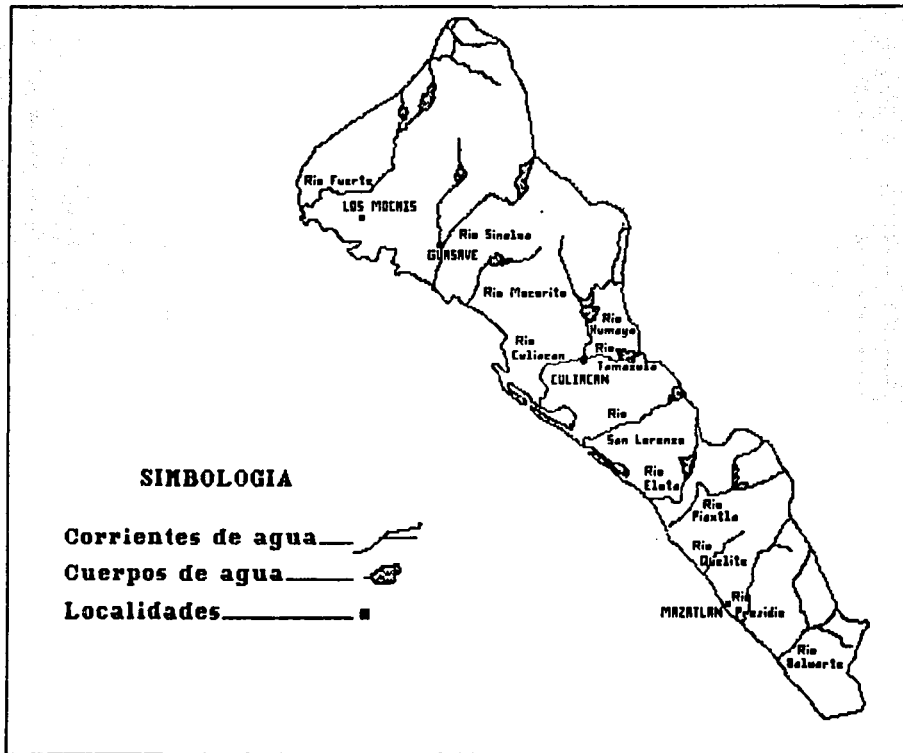 Rio Fuerte
LOS MOCHIS
Rio Sinaloa
GUASAVE
Rio Mocorito
Rio
Humaya
Rio
Culiacan
Rio
Tamazula
CULIACAN
Rio
San Lorenzo
Rio
Elota
Rio
Piaxtla
Rio
Quelite
MAZATLAN
Rio
Presidio
Rio
Baluarte
SIMBOLOGIA
Corrientes de agua
Cuerpos de agua
Localidades